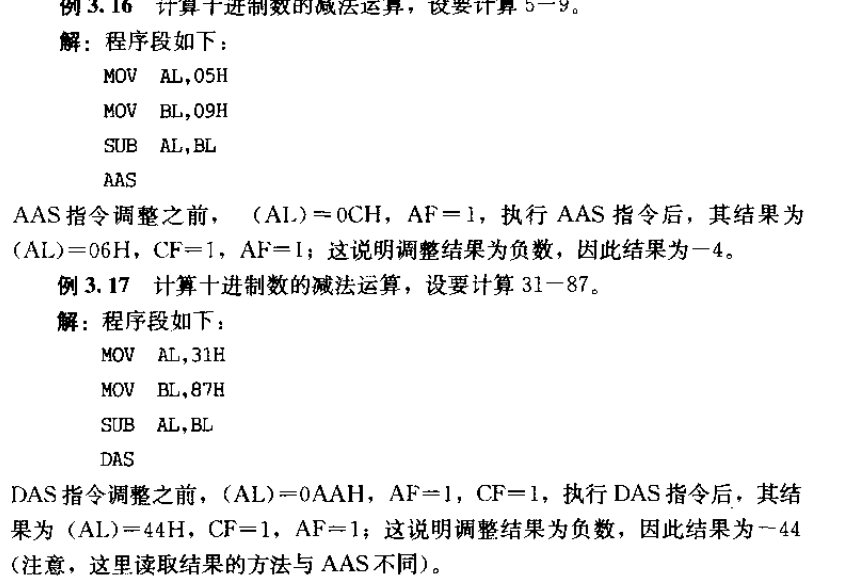 例 3.16 计算十进制数的减法运算，设要计算 5－9。
解：程序段如下：
MOV AL,05H
MOV BL,09H
SUB AL,BL
AAS
AAS 指令调整之前， （AL）＝0CH，AF＝1，执行 AAS 指令后，其结果为
（AL）＝06H，CF＝1，AF＝1；这说明调整结果为负数，因此结果为－4。
例 3.17 计算十进制数的减法运算，设要计算 31－87。
解：程序段如下：
MOV AL,31H
MOV BL,87H
SUB AL,BL
DAS
DAS 指令调整之前，（AL）＝0AAH，AF＝1，CF＝1，执行 DAS 指令后，其结
果为（AL）＝44H，CF＝1，AF＝1；这说明调整结果为负数，因此结果为－44
（注意，这里读取结果的方法与 AAS 不同）。